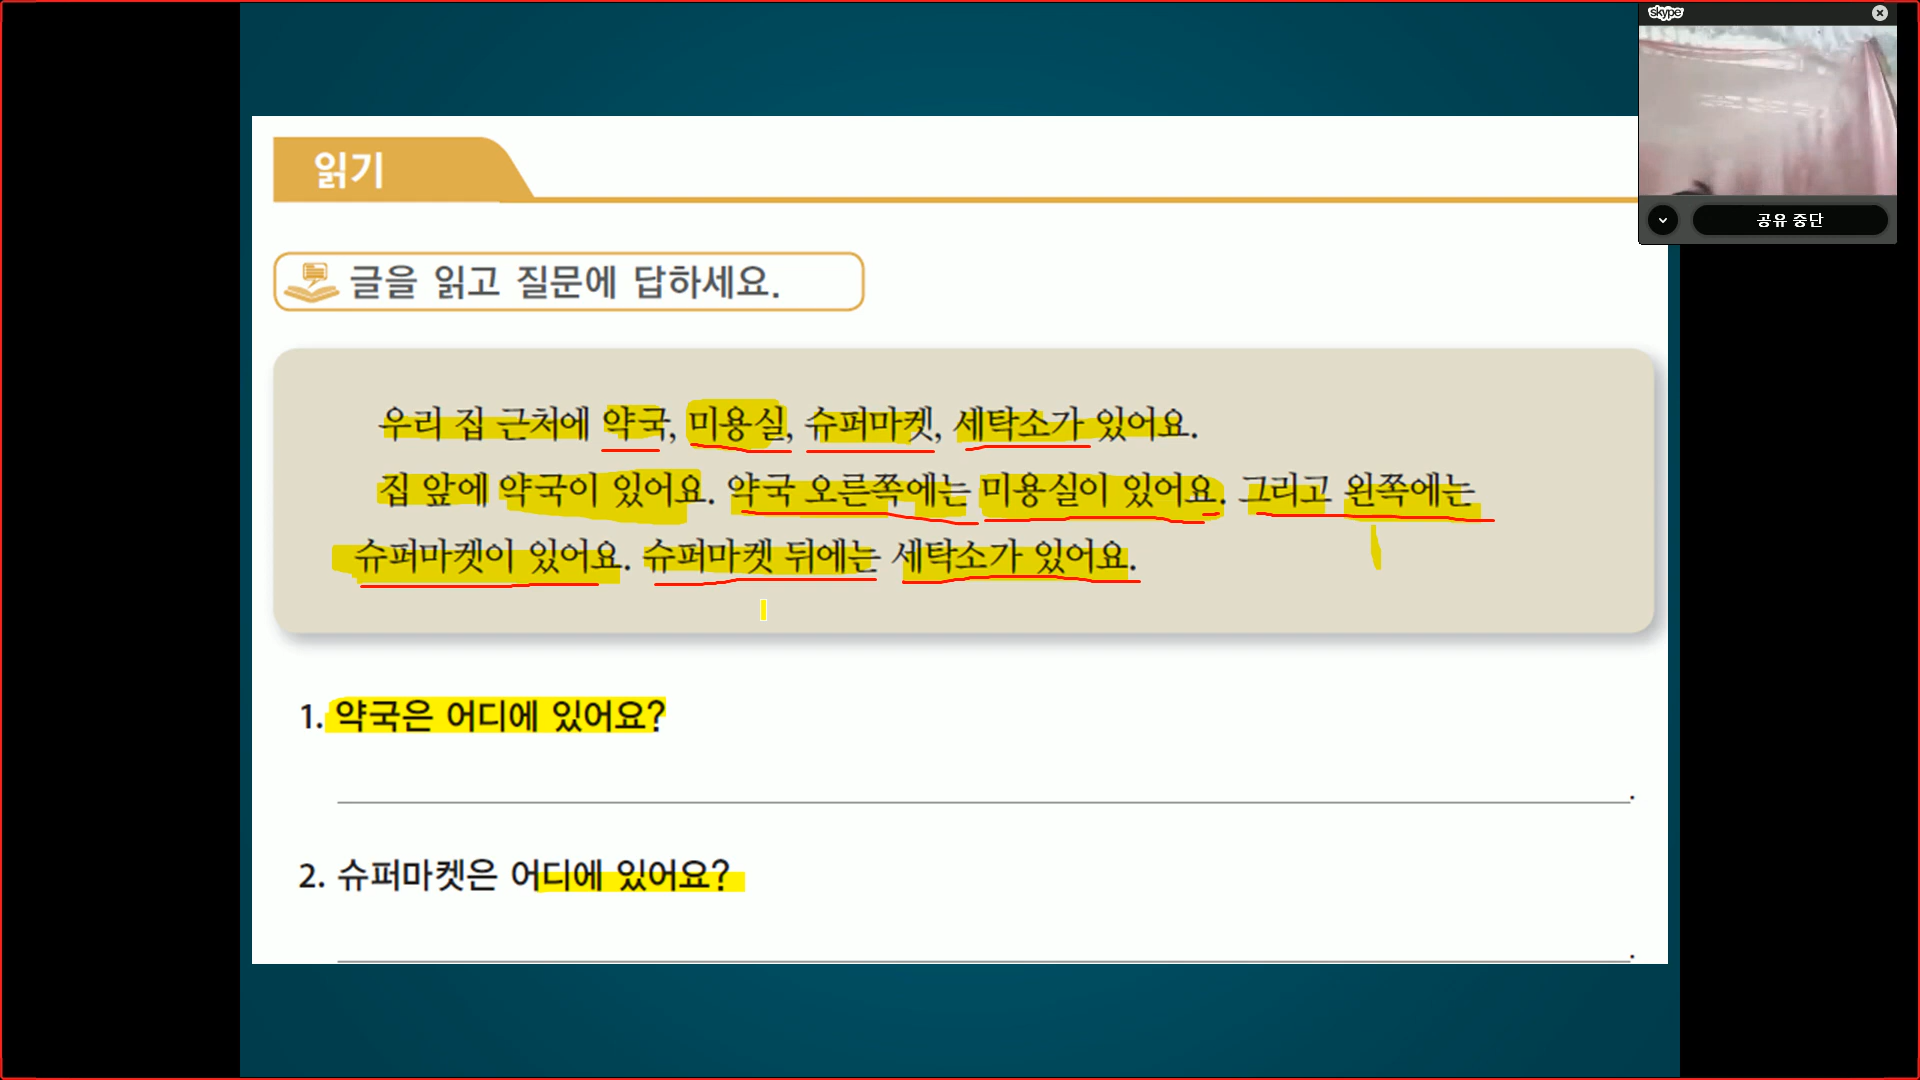 skype
공유 중단
읽기
글을 읽고 질문에 답하세요.
우리 집 근처에 약국, 미용실, 슈퍼마켓, 세탁소가 있어요.
집 앞에 약국이 있어요. 약국 오른쪽에는 미용실이 있어요. 그리고 왼쪽에는
슈퍼마켓이 있어요. 슈퍼마켓 뒤에는 세탁소가 있어요.
1. 약국은 어디에 있어요?
.
2. 슈퍼마켓은 어디에 있어요?
.